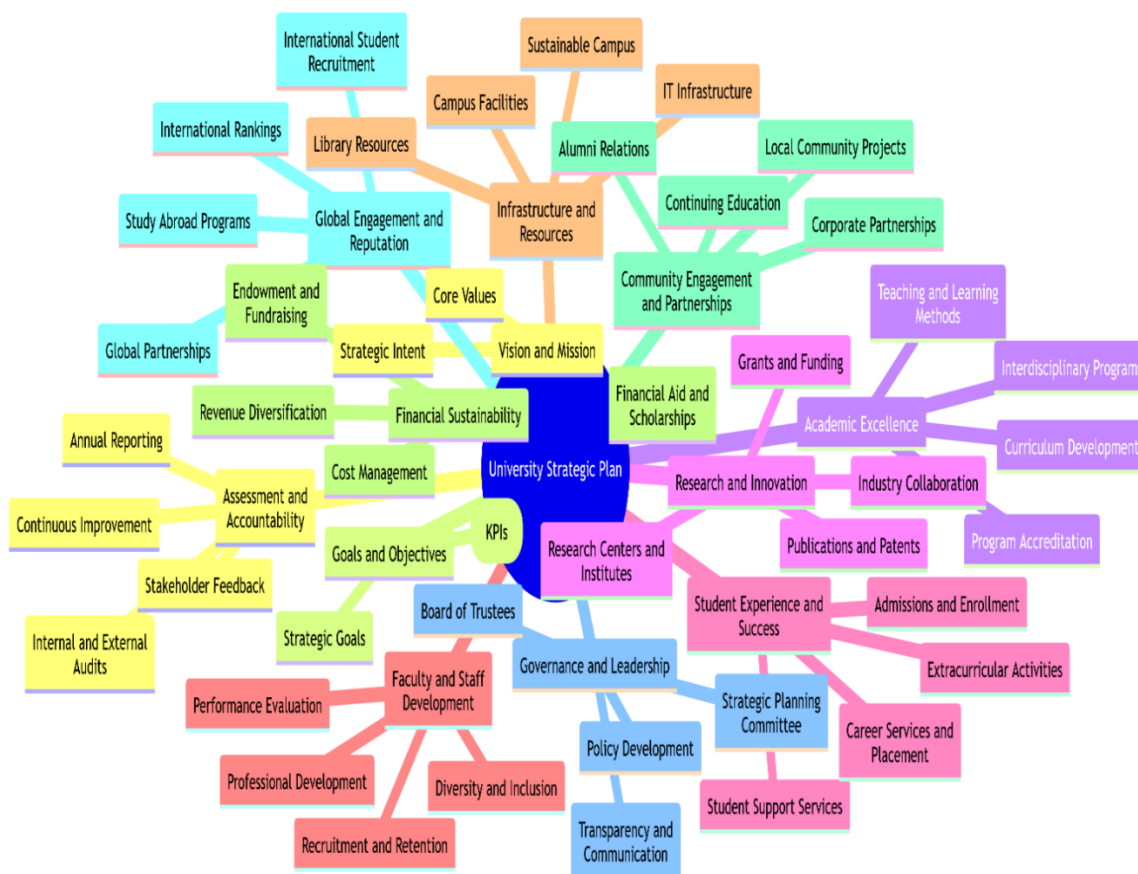 Sustainable Campus
International Student
Recruitment
Campus Facilities
IT Infrastructure
International Rankings
Library Resources
Alumni Relations
Local Community Projects
Study Abroad Programs
Global Engagement and
Reputation
Infrastructure and
Resources
Continuing Education
Corporate Partnerships
Endowment and
Fundraising
Core Values
Community Engagement
and Partnerships
Teaching and Learning
Methods
Global Partnerships
Strategic Intent
Vision and Mission
Grants and Funding
Interdisciplinary Program
Revenue Diversification
Financial Sustainability
Financial Aid and
Scholarships
Academic Excellence
Annual Reporting
Curriculum Development
Cost Management
University Strategic Plan
Research and Innovation
Industry Collaboration
Assessment and
Accountability
Continuous Improvement
Goals and Objectives
KPIs
Research Centers and
Institutes
Publications and Patents
Program Accreditation
Stakeholder Feedback
Board of Trustees
Student Experience and
Success
Admissions and Enrollment
Internal and External
Audits
Strategic Goals
Governance and Leadership
Extracurricular Activities
Faculty and Staff
Development
Performance Evaluation
Strategic Planning
Committee
Career Services and
Placement
Policy Development
Professional Development
Diversity and Inclusion
Student Support Services
Recruitment and Retention
Transparency and
Communication